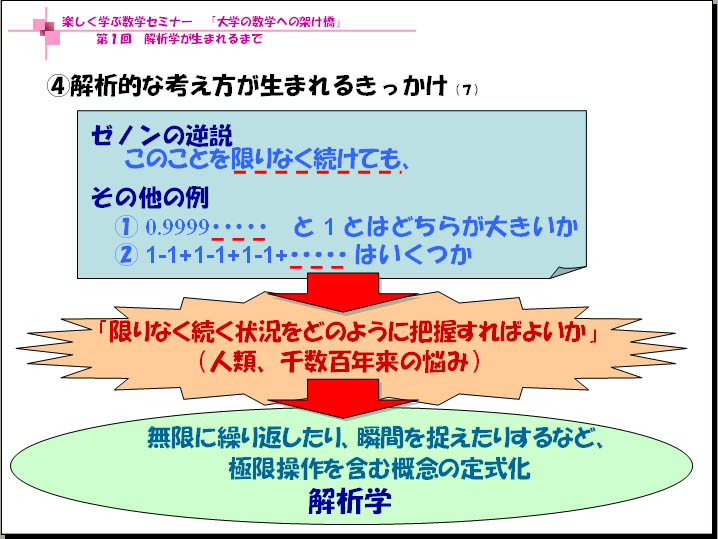 楽しく学ぶ数学セミナー 「大学の数学への架け橋」
第1回 解析学が生まれるまで
④解析的な考え方が生まれるきっかけ（7）
ゼノンの逆説
このことを限りなく続けても、
その他の例
① 0.9999・・・・・ と 1 とはどちらが大きいか
② 1-1+1-1+1-1+・・・・・ はいくつか
「限りなく続く状況をどのように把握すればよいか」
（人類、千数百年来の悩み）
無限に繰り返したり、瞬間を捉えたりするなど、
極限操作を含む概念の定式化
解析学